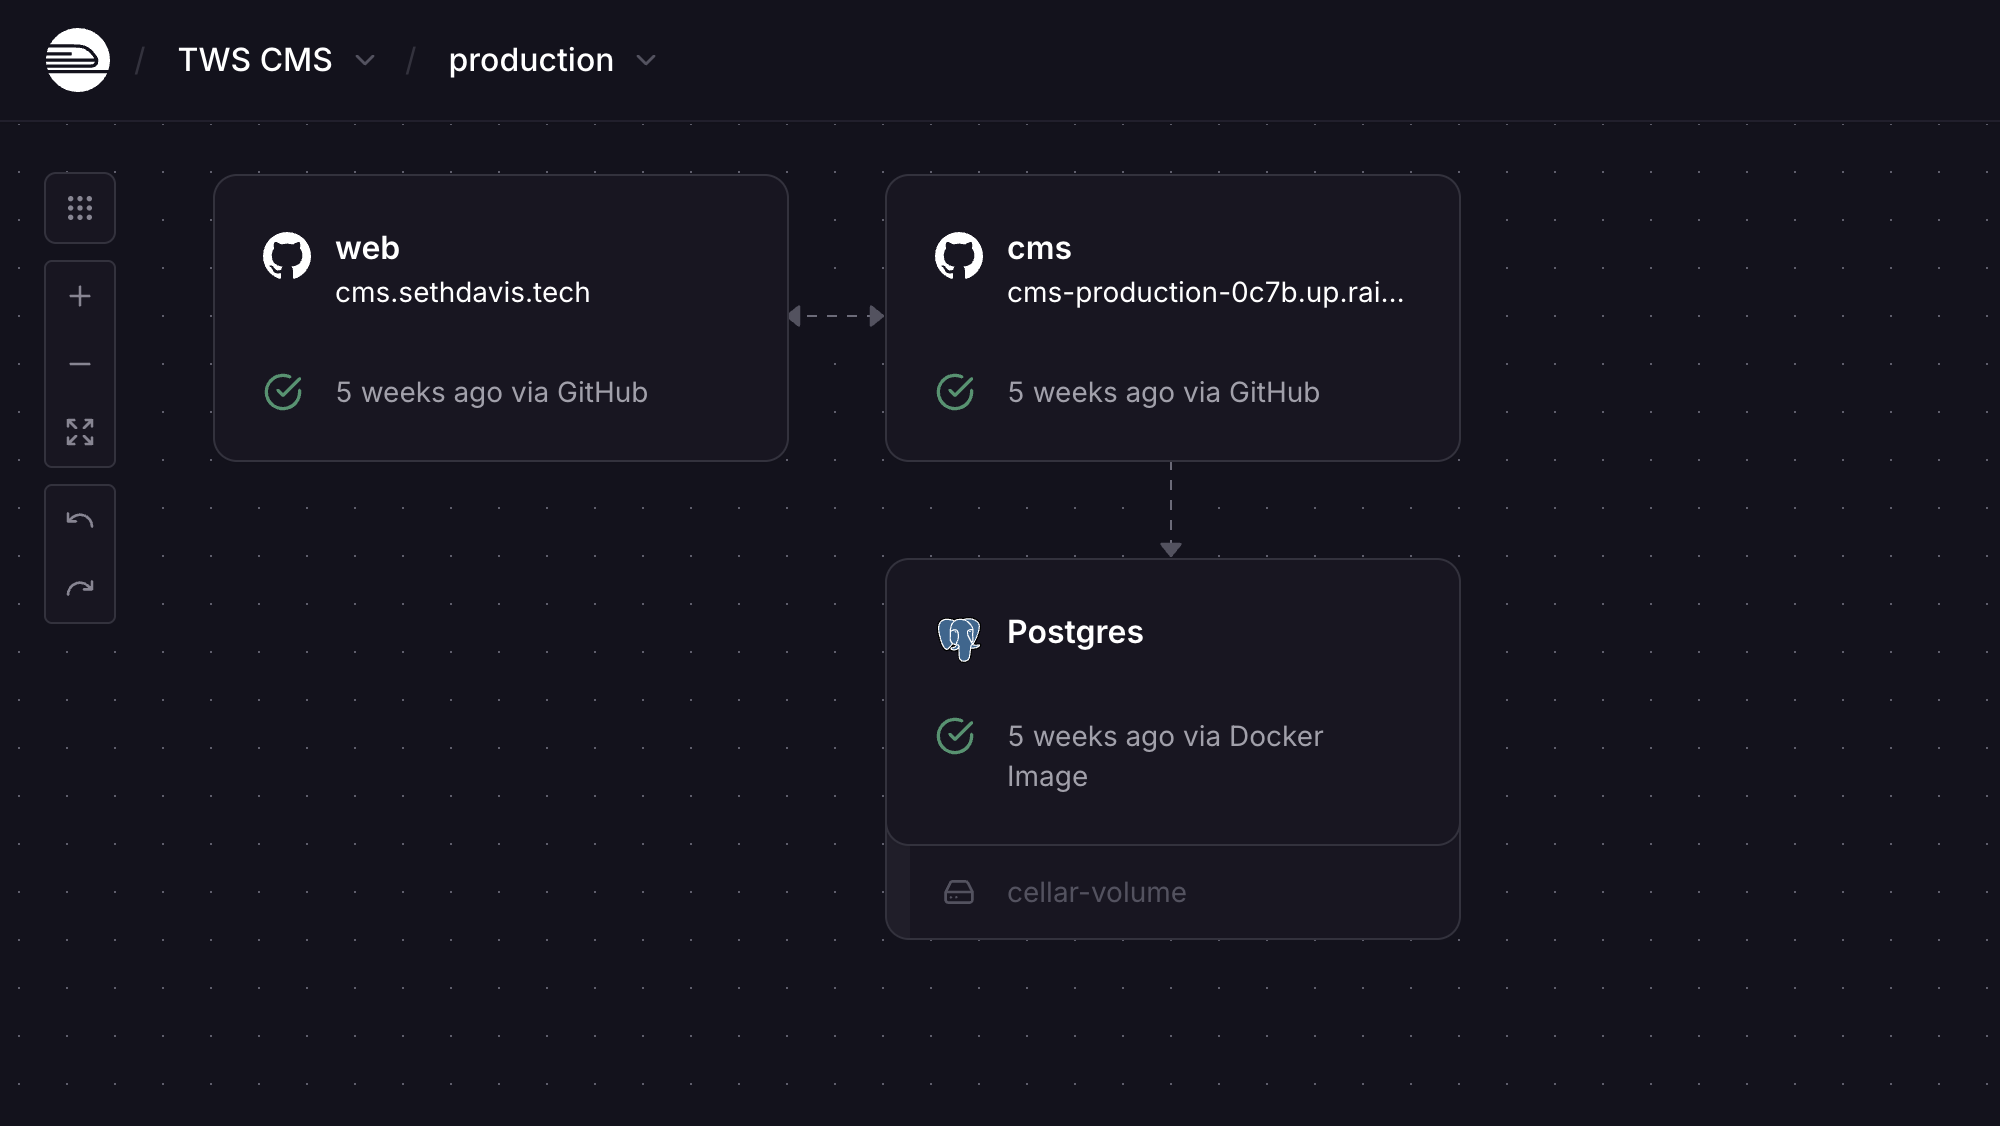 / TWS CMS / production
web
cms.sethdavis.tech
5 weeks ago via GitHub
cms
cms-production-0c7b.up.rai...
5 weeks ago via GitHub
Postgres
5 weeks ago via Docker
Image
cellar-volume